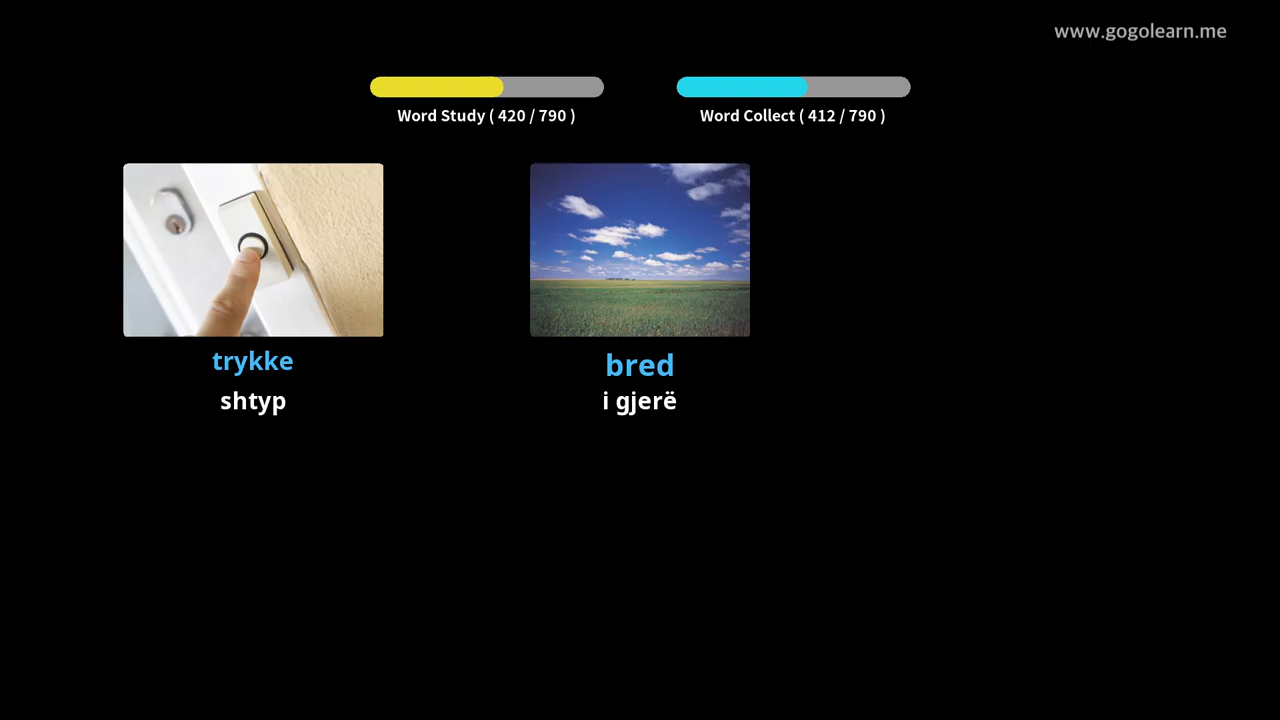 www.gogolearn.me
Word Study ( 420 / 790 )
Word Collect ( 412 / 790 )
trykke
shtyp
bred
i gjerë